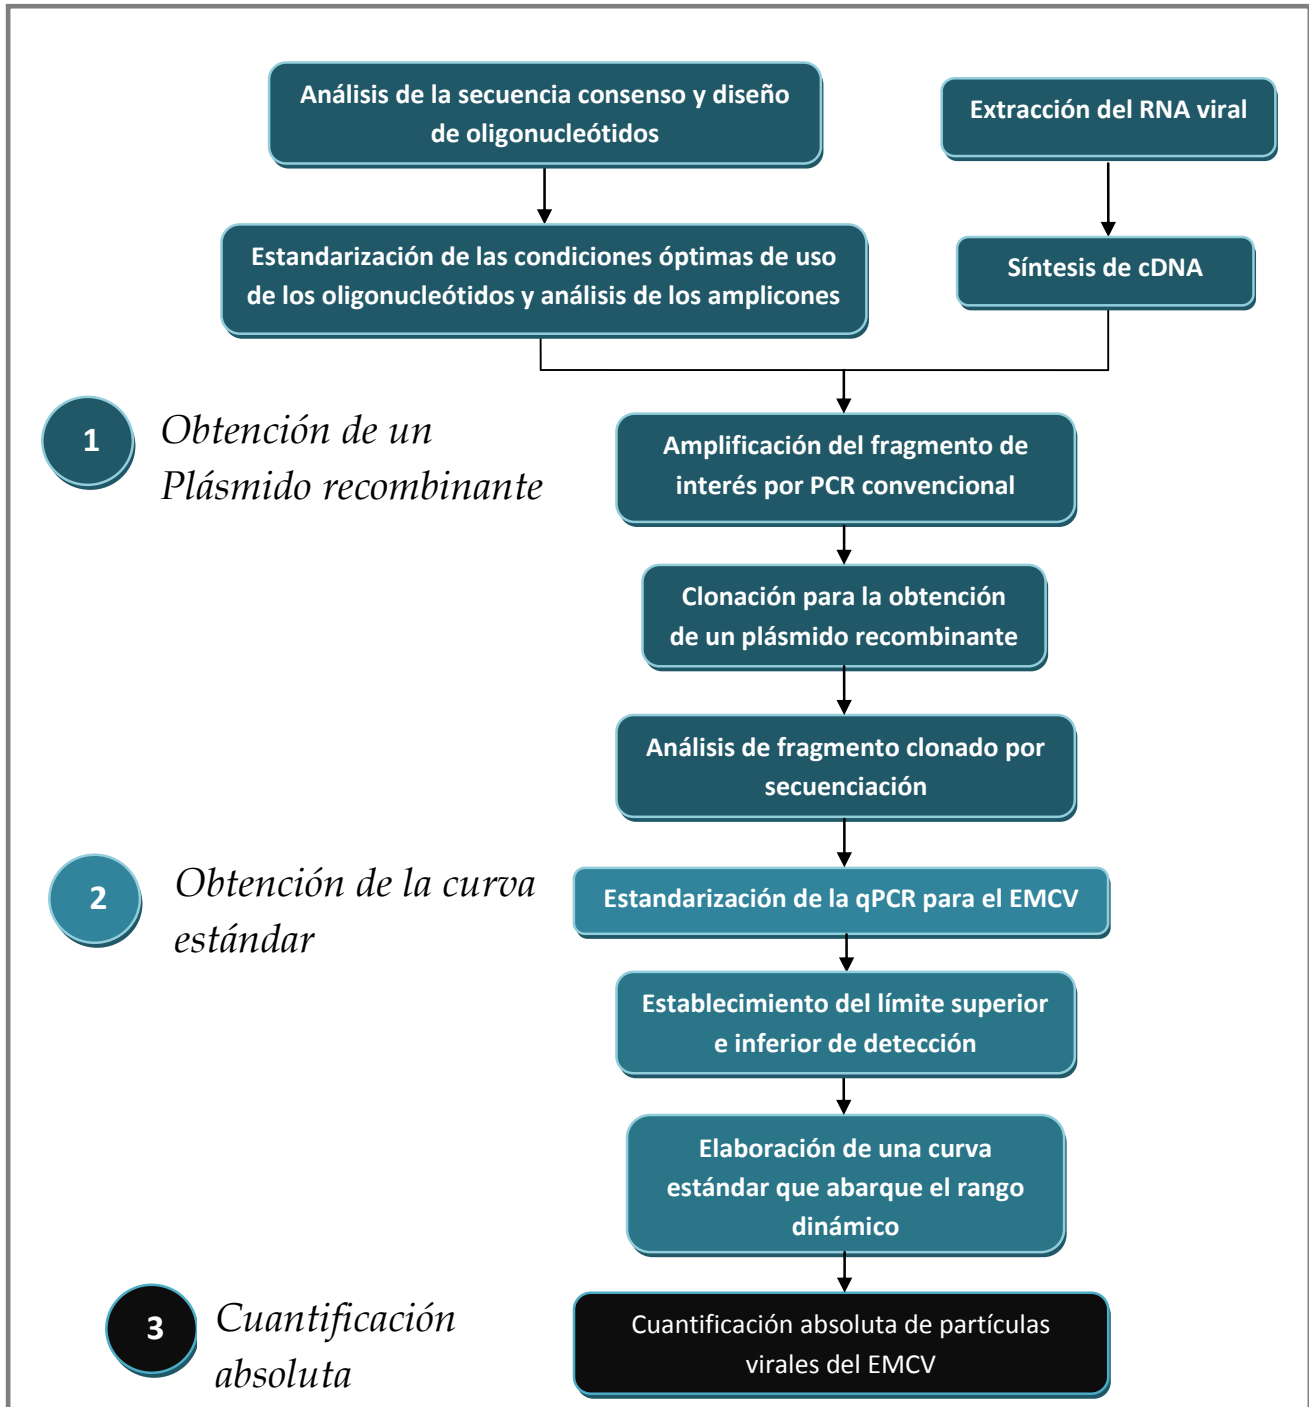 Análisis de la secuencia consenso y diseño
de oligonucleótidos
Extracción del RNA viral
Estandarización de las condiciones óptimas de uso
de los oligonucleótidos y análisis de los amplicones
Síntesis de cDNA
1
Obtención de un
Plásmido recombinante
Amplificación del fragmento de
interés por PCR convencional
Clonación para la obtención
de un plásmido recombinante
Análisis de fragmento clonado por
secuenciación
2
Obtención de la curva
estándar
Estandarización de la qPCR para el EMCV
Establecimiento del límite superior
e inferior de detección
Elaboración de una curva
estándar que abarque el rango
dinámico
3
Cuantificación
absoluta
Cuantificación absoluta de partículas
virales del EMCV